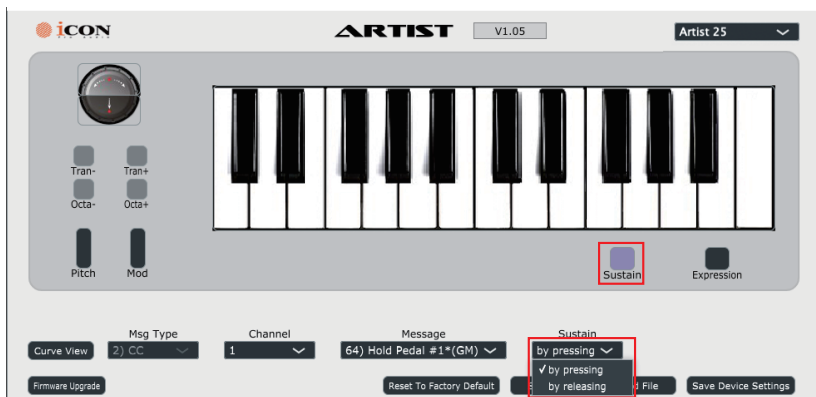 icon
ARTIST
V1.05
Artist 25
Tran-
Tran+
Octa-
Octa+
Pitch
Mod
Sustain
Expression
Msg Type
Channel
Message
Sustain
Curve View
2) CC
1
64) Hold Pedal #1*(GM)
by pressing
✓ by pressing
by releasing
Firmware Upgrade
Reset To Factory Default
File
Save Device Settings